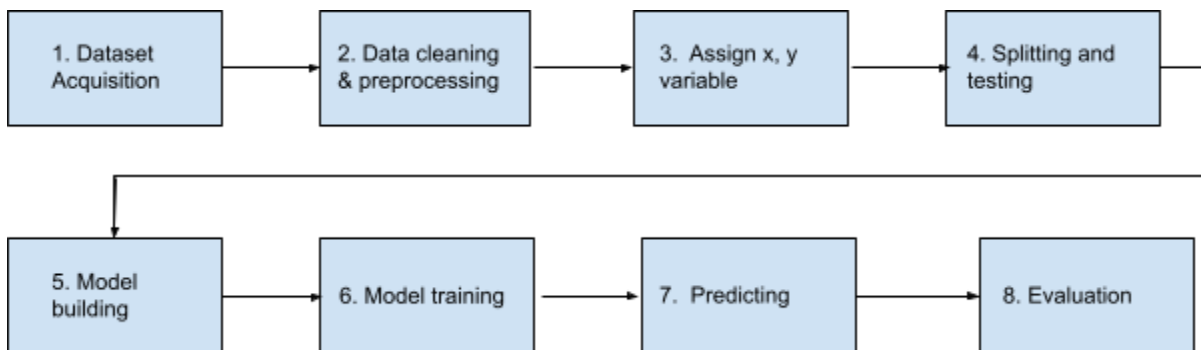 1. Dataset
Acquisition
2. Data cleaning
& preprocessing
3. Assign x, y
variable
4. Splitting and
testing
5. Model
building
6. Model training
7. Predicting
8. Evaluation